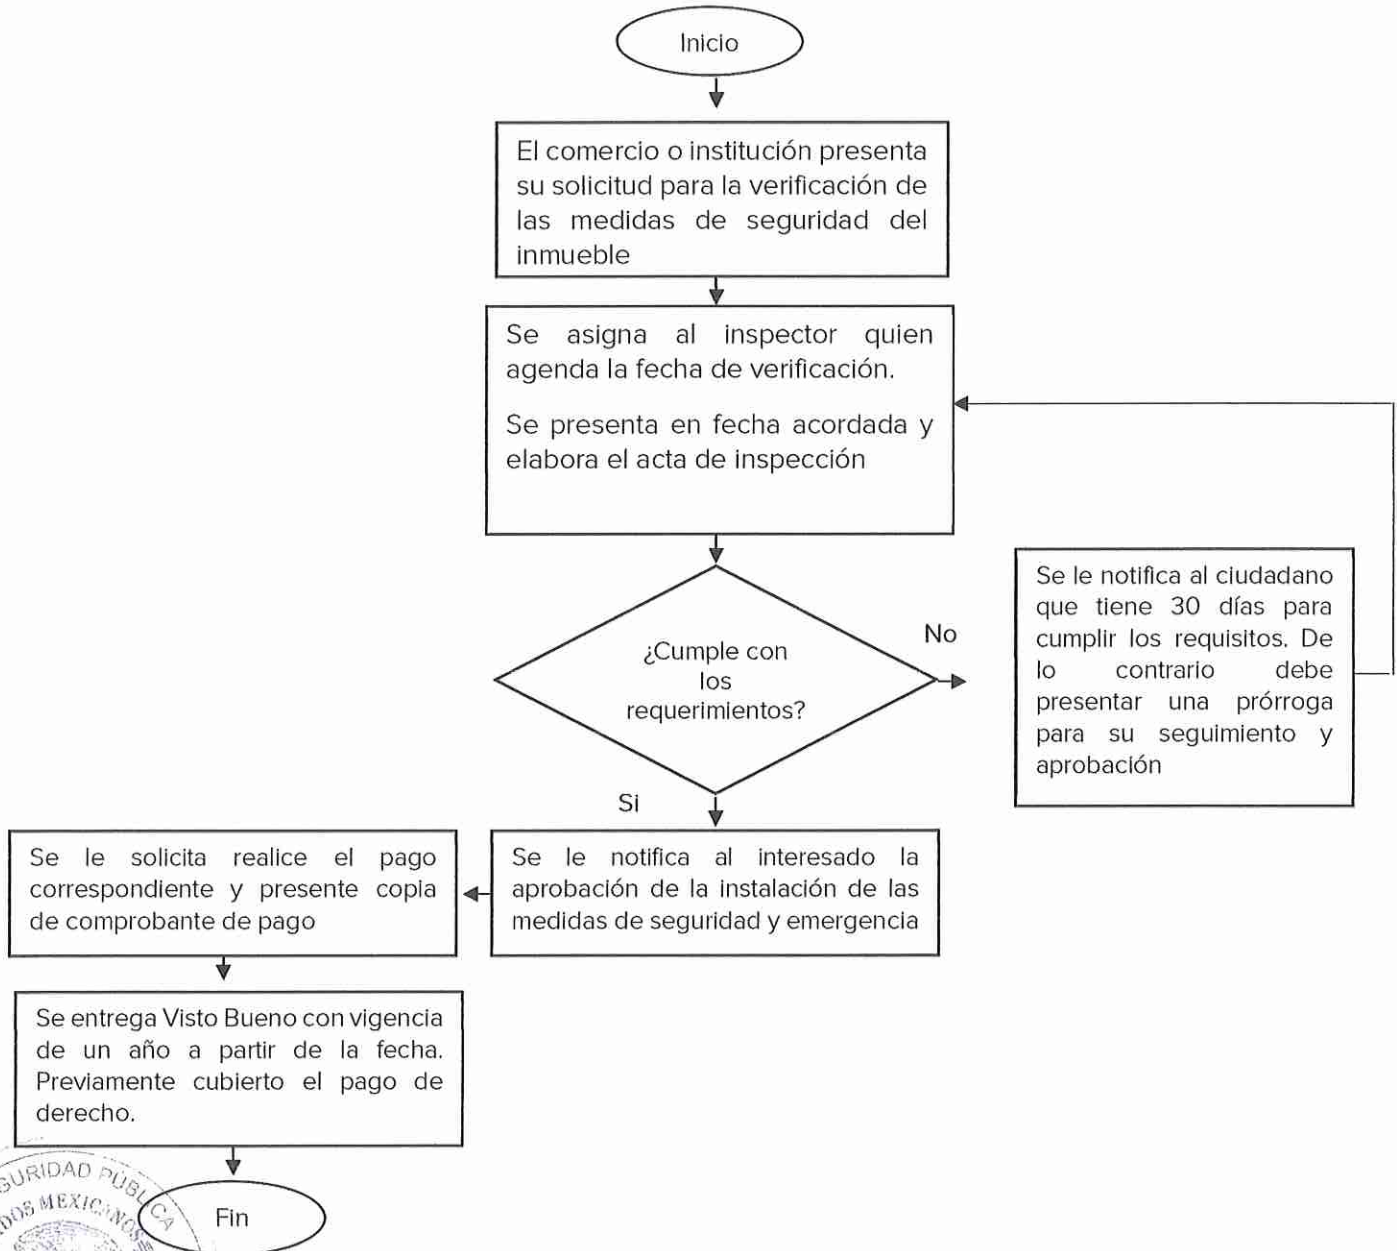 Inicio
El comercio o institución presenta
su solicitud para la verificación de
las medidas de seguridad del
inmueble
Se asigna al inspector quien
agenda la fecha de verificación.
Se presenta en fecha acordada y
elabora el acta de inspección
¿Cumple con
los
requerimientos?
No
Se le notifica al ciudadano
que tiene 30 días para
cumplir los requisitos. De
lo contrario debe
presentar una prórroga
para su seguimiento y
aprobación
Si
Se le notifica al interesado la
aprobación de la instalación de las
medidas de seguridad y emergencia
Se le solicita realice el pago
correspondiente y presente copia
de comprobante de pago
Se entrega Visto Bueno con vigencia
de un año a partir de la fecha.
Previamente cubierto el pago de
derecho.
Fin
GURIDAD PÚBLICA
DOS MEXICANOS